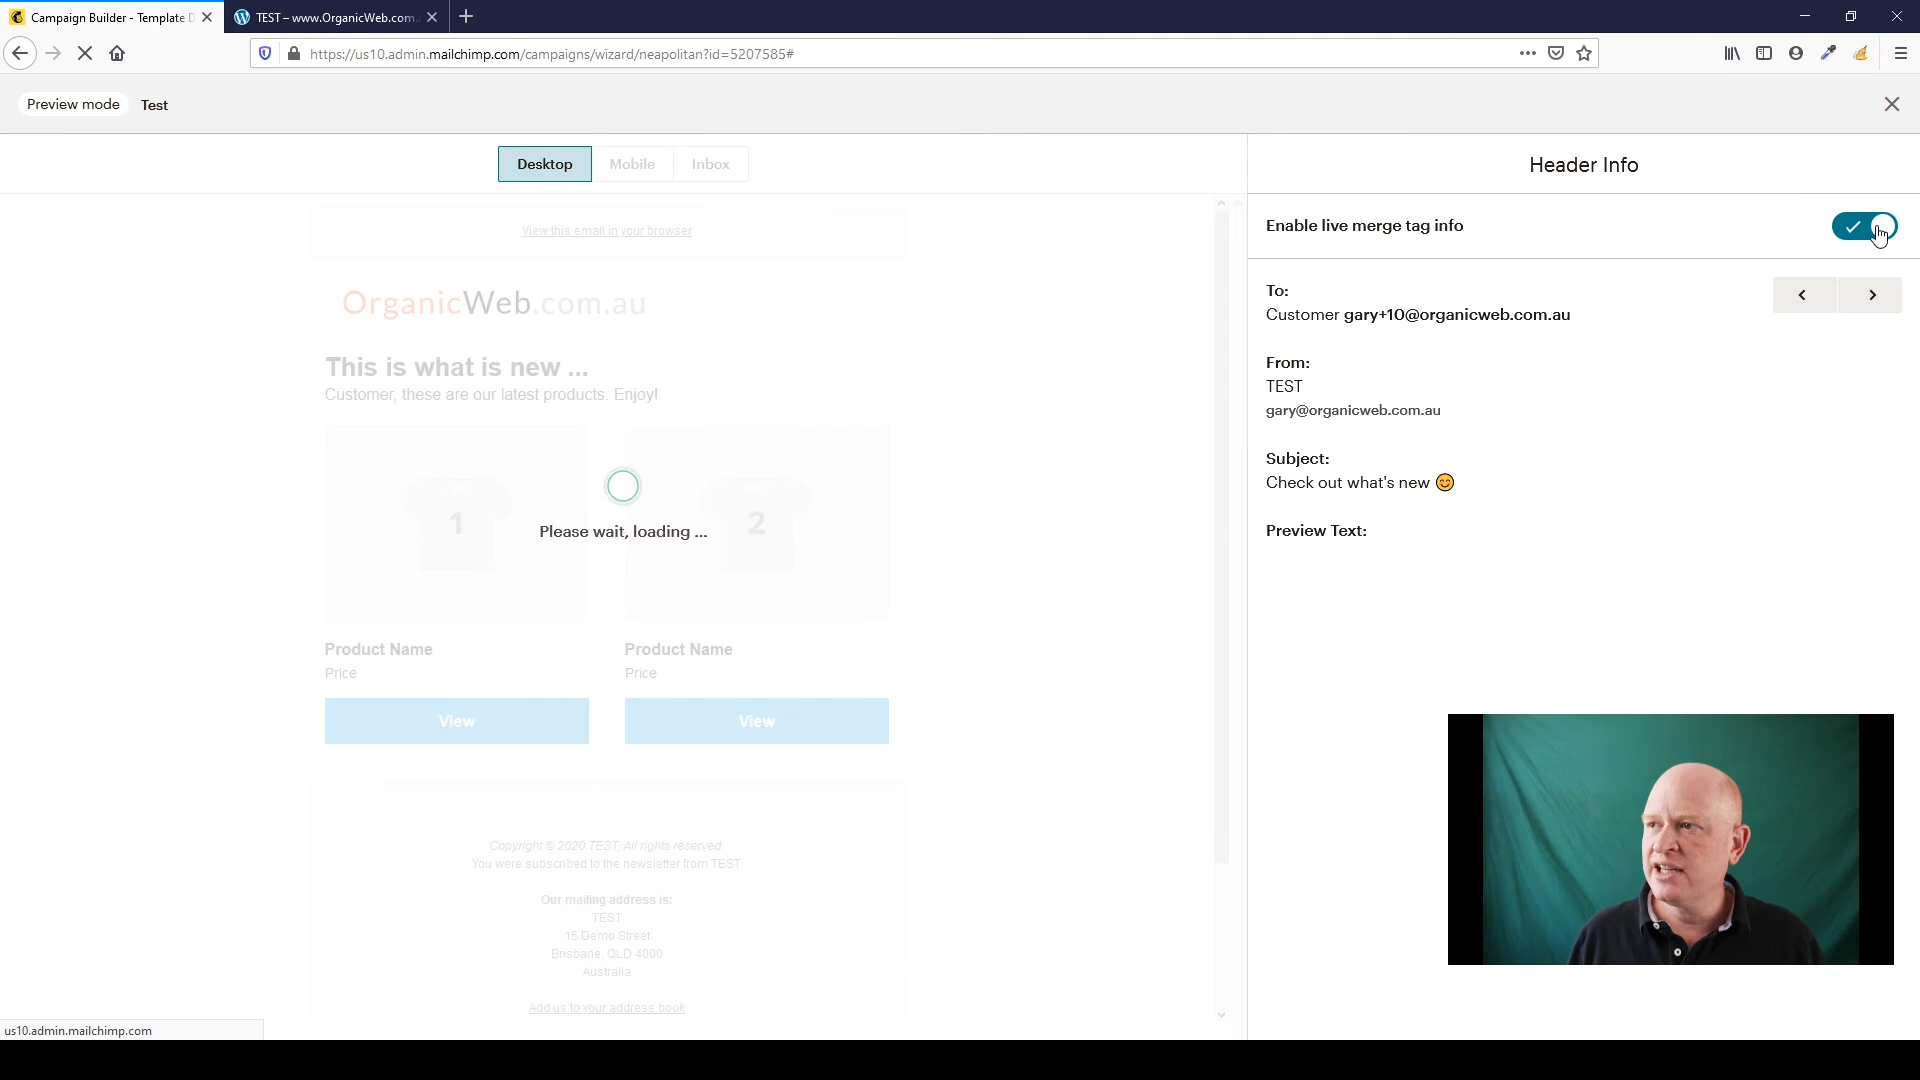 Campaign Builder - Template D
TEST – www.OrganicWeb.com.
https://us10.admin.mailchimp.com/campaigns/wizard/neapolitan?id=5207585#
Preview mode
Test
Desktop
Mobile
Inbox
Header Info
View this email in your browser
Enable live merge tag info
OrganicWeb.com.au
To:
Customer gary+10@organicweb.com.au
This is what is new ...
Customer, these are our latest products. Enjoy!
From:
TEST
gary@organicweb.com.au
Subject:
Check out what's new 😊
Preview Text:
1
2
Please wait, loading ...
Product Name
Product Name
Price
Price
View
View
Copyright © 2020 TEST, All rights reserved.
You were subscribed to the newsletter from TEST
Our mailing address is:
TEST
15 Demo Street
Brisbane, QLD 4000
Australia
Add us to your address book
us10.admin.mailchimp.com